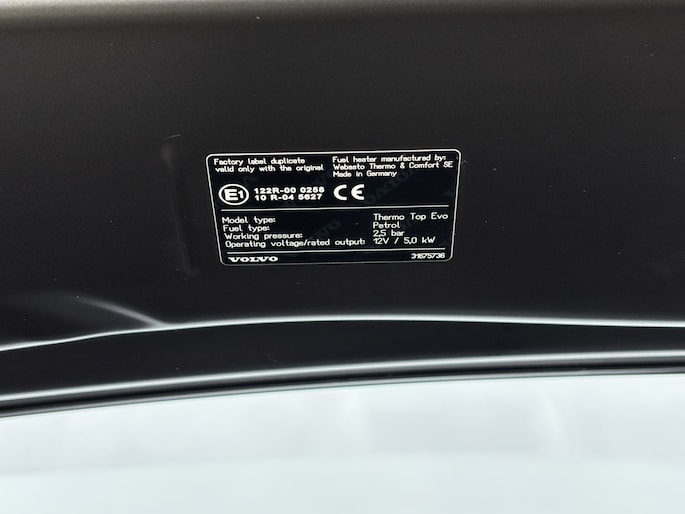 Factory label duplicate
valid only with the original
Fuel heater manufactured by:
Webasto Thermo & Comfort SE
Made in Germany
E1
122R-00 0258
10 R-04 5627
CE
Model type: Thermo Top Evo
Fuel type: Petrol
Working pressure: 2,5 bar
Operating voltage/rated output: 12V / 5,0 kW
VOLVO 31675736